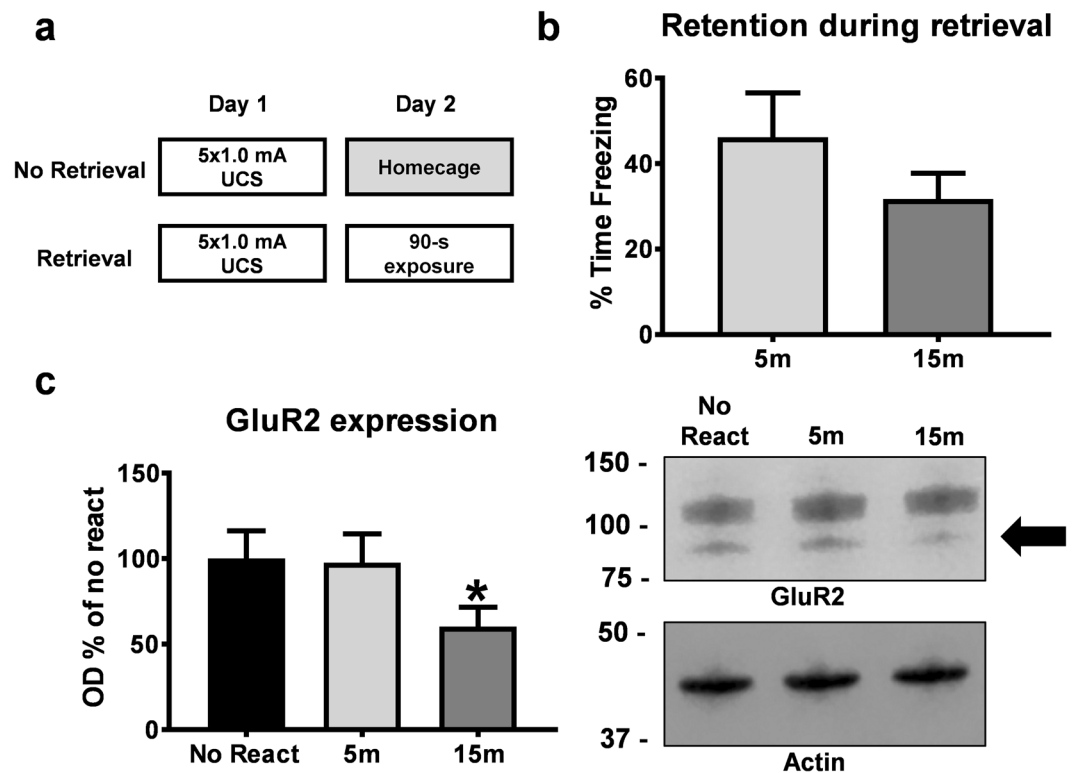 a
Day 1
Day 2
No Retrieval
5x1.0 mA
UCS
Homecage
Retrieval
5x1.0 mA
UCS
90-s
exposure
b
Retention during retrieval
% Time Freezing
60
40
20
0
5m
15m
c
GluR2 expression
OD % of no react
150
100
50
0
*
No React
5m
15m
No
React
5m
15m
150 -
100 -
75 -
GluR2
50 -
37 -
Actin